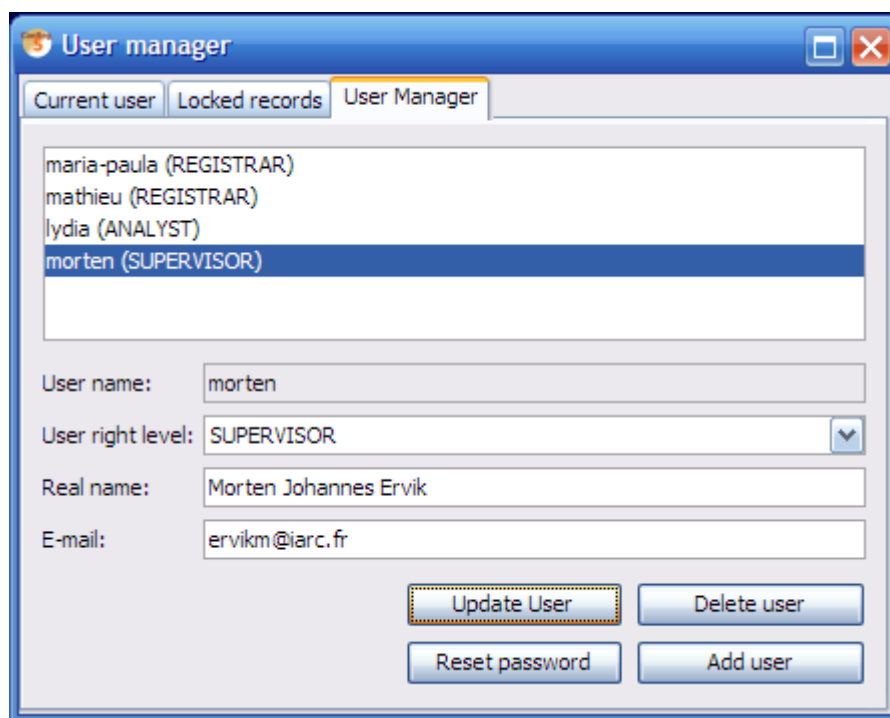 User manager
Current user Locked records User Manager
maria-paula (REGISTRAR)
mathieu (REGISTRAR)
lydia (ANALYST)
morten (SUPERVISOR)
User name: morten
User right level: SUPERVISOR
Real name: Morten Johannes Ervik
E-mail: ervikm@iarc.fr
Update User Delete user
Reset password Add user